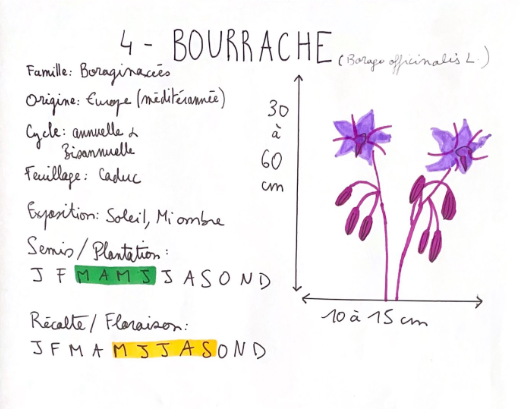 4 - BOURRACHE (Borago officinalis L.)
Famille: Boraginacées
Origine: Europe (méditérannée)
Cycle: annuelle &
Bisannuelle
Feuillage: Caduc
30
à
60
cm
Exposition: Soleil, Mi ombre
Semis / Plantation:
J F M A M J J A S O N D
10 à 15 cm
Récolte / Floraison:
J F M A M J J A S O N D